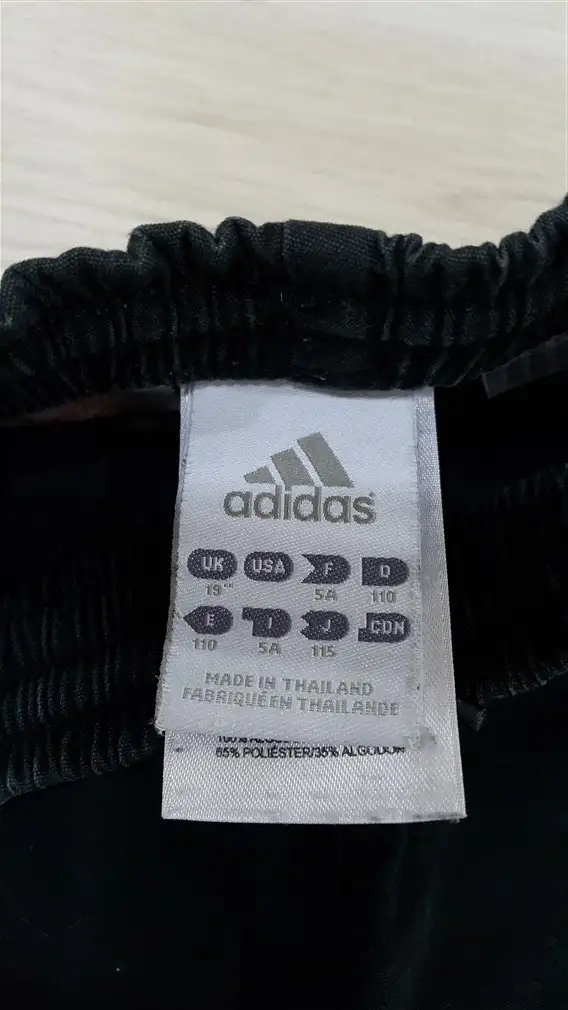 adidas
UK USA F D
19"" 5A 110
E I J CDN
110 5A 115
MADE IN THAILAND
FABRIQUÉ EN THAILANDE
65% POLIÉSTER/35% ALGODON